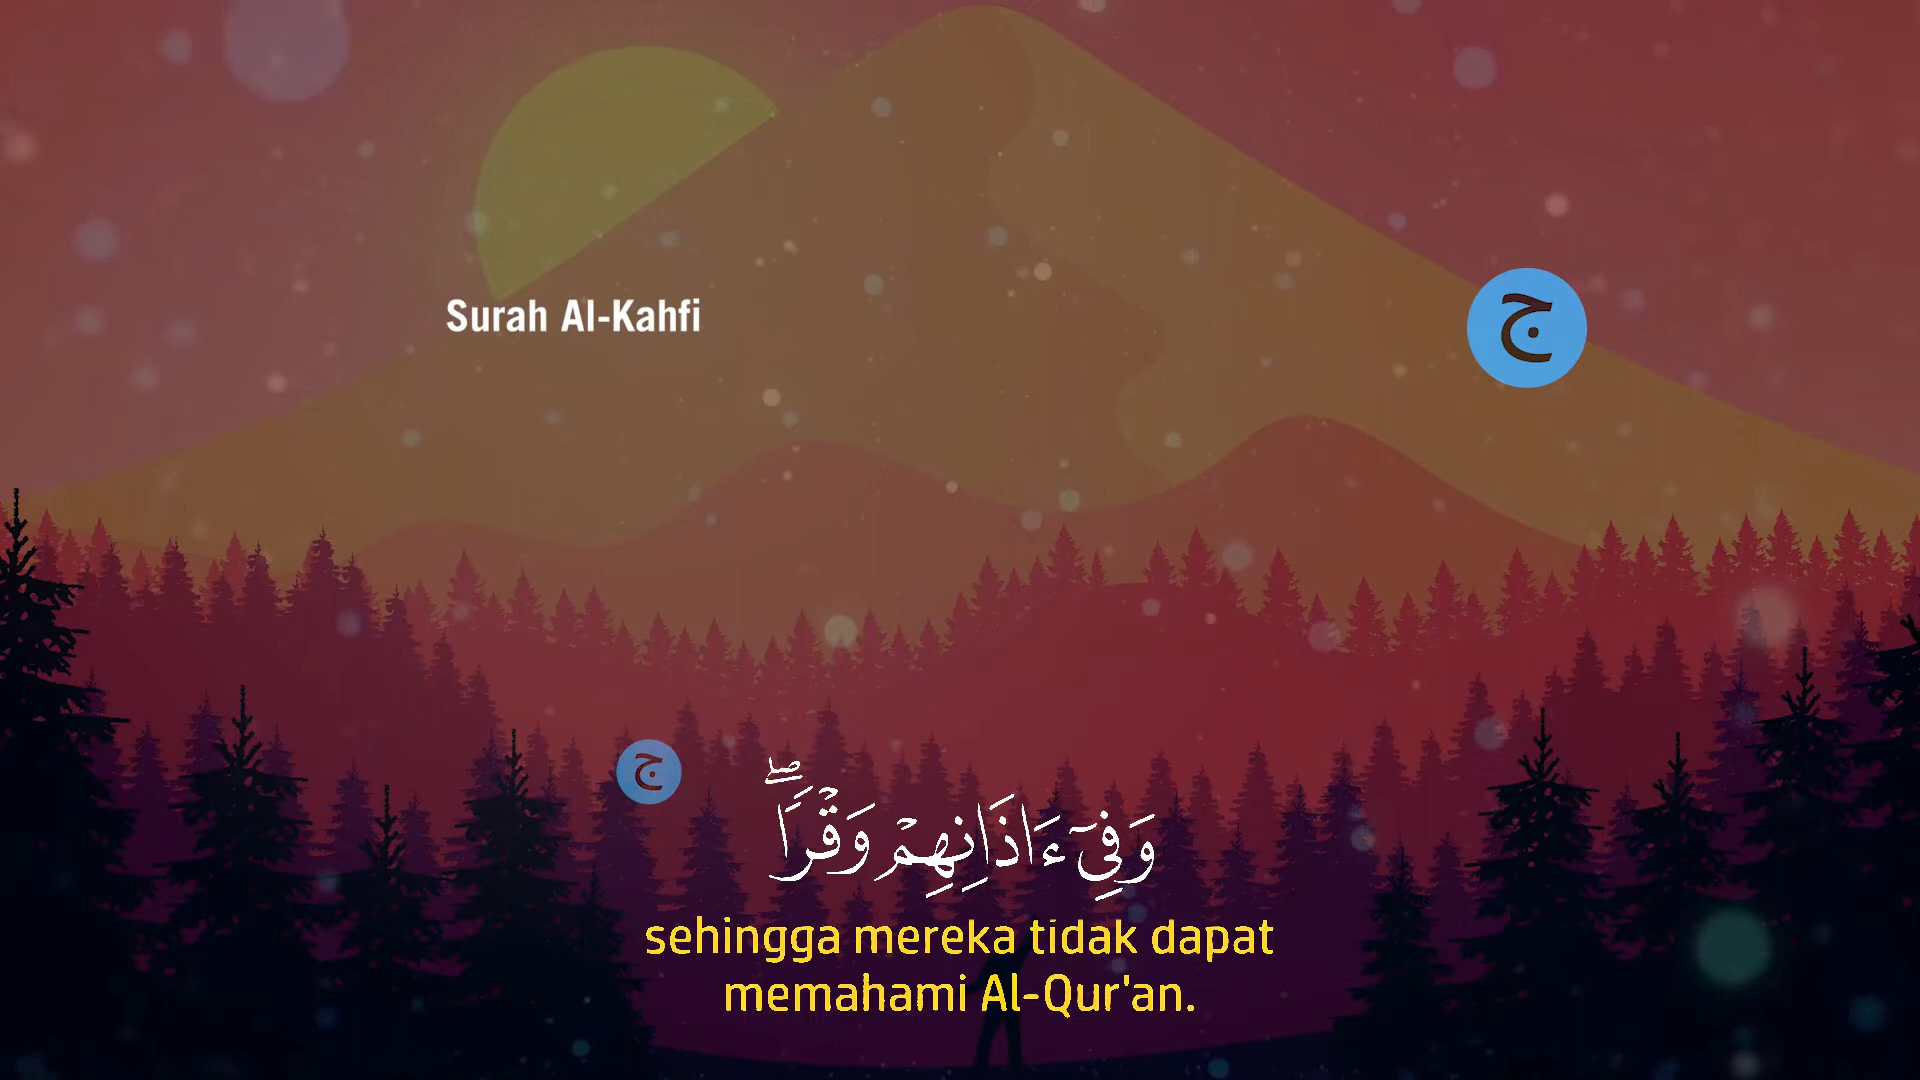 Surah Al-Kahfi
ج
ج
وَفِيٓ ءَاذَانِهِمۡ وَقۡرٗاۖ
sehingga mereka tidak dapat
memahami Al-Qur'an.